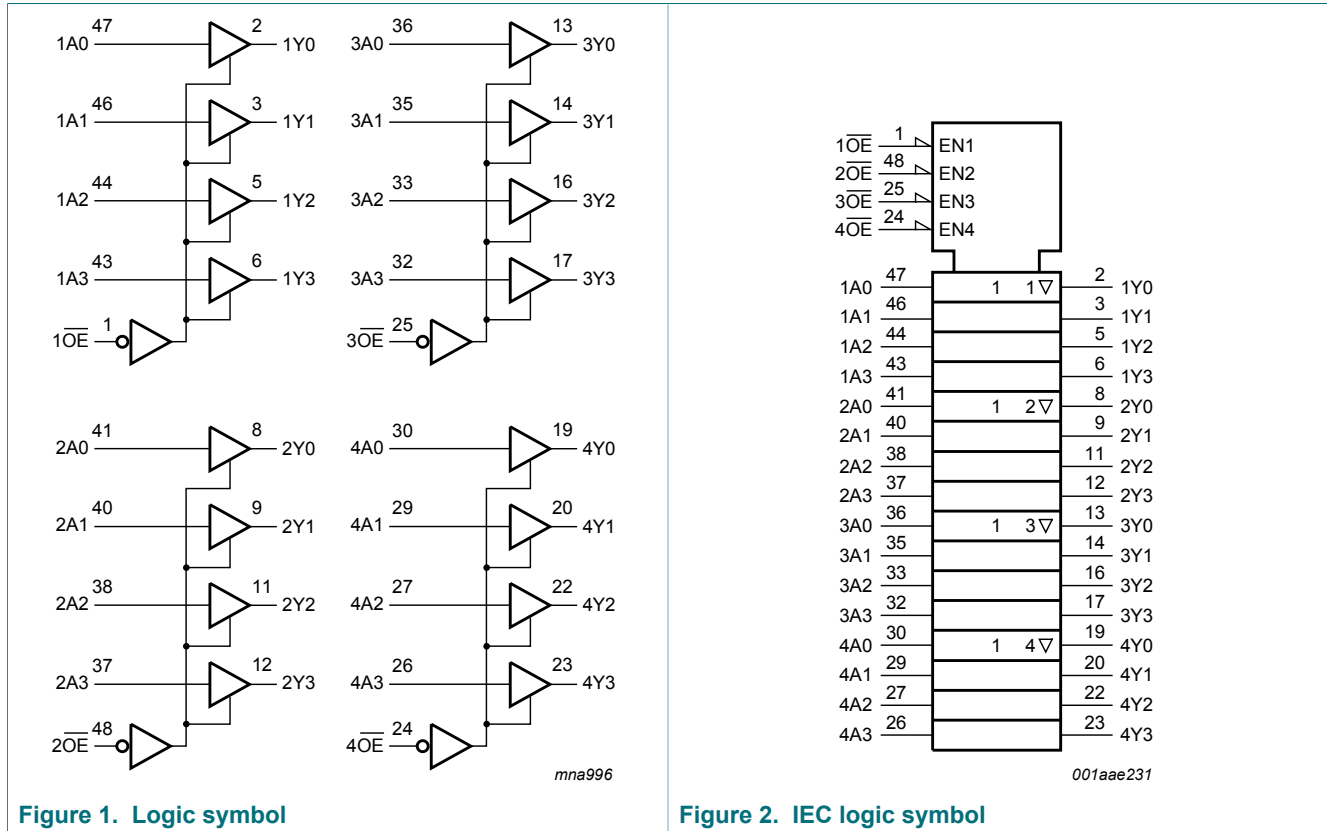 47 2
1A0 1Y0
46 3
1A1 1Y1
44 5
1A2 1Y2
43 6
1A3 1Y3
1
1O̅E̅
36 13
3A0 3Y0
35 14
3A1 3Y1
33 16
3A2 3Y2
32 17
3A3 3Y3
25
3O̅E̅
41 8
2A0 2Y0
40 9
2A1 2Y1
38 11
2A2 2Y2
37 12
2A3 2Y3
48
2O̅E̅
30 19
4A0 4Y0
29 20
4A1 4Y1
27 22
4A2 4Y2
26 23
4A3 4Y3
24
4O̅E̅
mna996
Figure 1. Logic symbol
1O̅E̅ 1 EN1
2O̅E̅ 48 EN2
3O̅E̅ 25 EN3
4O̅E̅ 24 EN4
1A0 47 1 1▽ 2 1Y0
1A1 46 3 1Y1
1A2 44 5 1Y2
1A3 43 6 1Y3
2A0 41 1 2▽ 8 2Y0
2A1 40 9 2Y1
2A2 38 11 2Y2
2A3 37 12 2Y3
3A0 36 1 3▽ 13 3Y0
3A1 35 14 3Y1
3A2 33 16 3Y2
3A3 32 17 3Y3
4A0 30 1 4▽ 19 4Y0
4A1 29 20 4Y1
4A2 27 22 4Y2
4A3 26 23 4Y3
001aae231
Figure 2. IEC logic symbol